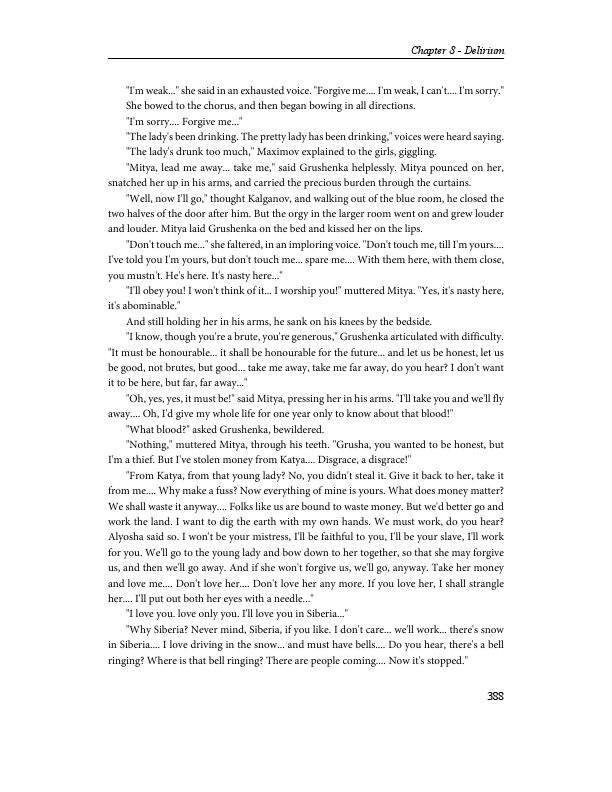 Chapter 8 - Delirium
"I'm weak..." she said in an exhausted voice. "Forgive me.... I'm weak, I can't.... I'm sorry."
She bowed to the chorus, and then began bowing in all directions.
"I'm sorry.... Forgive me..."
"The lady's been drinking. The pretty lady has been drinking," voices were heard saying.
"The lady's drunk too much," Maximov explained to the girls, giggling.
"Mitya, lead me away... take me," said Grushenka helplessly. Mitya pounced on her,
snatched her up in his arms, and carried the precious burden through the curtains.
"Well, now I'll go," thought Kalganov, and walking out of the blue room, he closed the
two halves of the door after him. But the orgy in the larger room went on and grew louder
and louder. Mitya laid Grushenka on the bed and kissed her on the lips.
"Don't touch me..." she faltered, in an imploring voice. "Don't touch me, till I'm yours....
I've told you I'm yours, but don't touch me... spare me.... With them here, with them close,
you mustn't. He's here. It's nasty here..."
"I'll obey you! I won't think of it... I worship you!" muttered Mitya. "Yes, it's nasty here,
it's abominable."
And still holding her in his arms, he sank on his knees by the bedside.
"I know, though you're a brute, you're generous," Grushenka articulated with difficulty.
"It must be honourable... it shall be honourable for the future... and let us be honest, let us
be good, not brutes, but good... take me away, take me far away, do you hear? I don't want
it to be here, but far, far away..."
"Oh, yes, yes, it must be!" said Mitya, pressing her in his arms. "I'll take you and we'll fly
away.... Oh, I'd give my whole life for one year only to know about that blood!"
"What blood?" asked Grushenka, bewildered.
"Nothing," muttered Mitya, through his teeth. "Grusha, you wanted to be honest, but
I'm a thief. But I've stolen money from Katya.... Disgrace, a disgrace!"
"From Katya, from that young lady? No, you didn't steal it. Give it back to her, take it
from me.... Why make a fuss? Now everything of mine is yours. What does money matter?
We shall waste it anyway.... Folks like us are bound to waste money. But we'd better go and
work the land. I want to dig the earth with my own hands. We must work, do you hear?
Alyosha said so. I won't be your mistress, I'll be faithful to you, I'll be your slave, I'll work
for you. We'll go to the young lady and bow down to her together, so that she may forgive
us, and then we'll go away. And if she won't forgive us, we'll go, anyway. Take her money
and love me.... Don't love her.... Don't love her any more. If you love her, I shall strangle
her.... I'll put out both her eyes with a needle..."
"I love you. love only you. I'll love you in Siberia..."
"Why Siberia? Never mind, Siberia, if you like. I don't care... we'll work... there's snow
in Siberia.... I love driving in the snow... and must have bells.... Do you hear, there's a bell
ringing? Where is that bell ringing? There are people coming.... Now it's stopped."
388